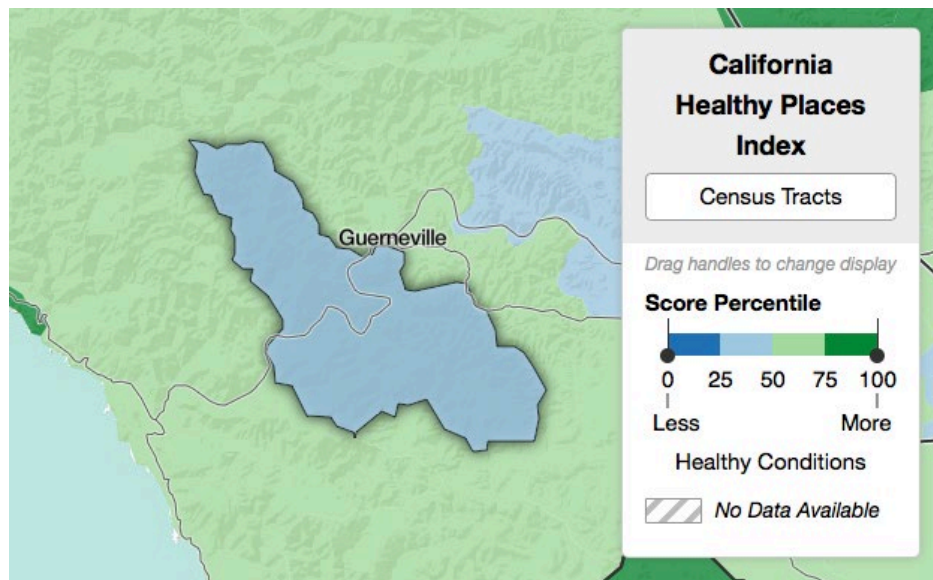 Guerneville
California
Healthy Places
Index
Census Tracts
Drag handles to change display
Score Percentile
0 25 50 75 100
Less More
Healthy Conditions
No Data Available